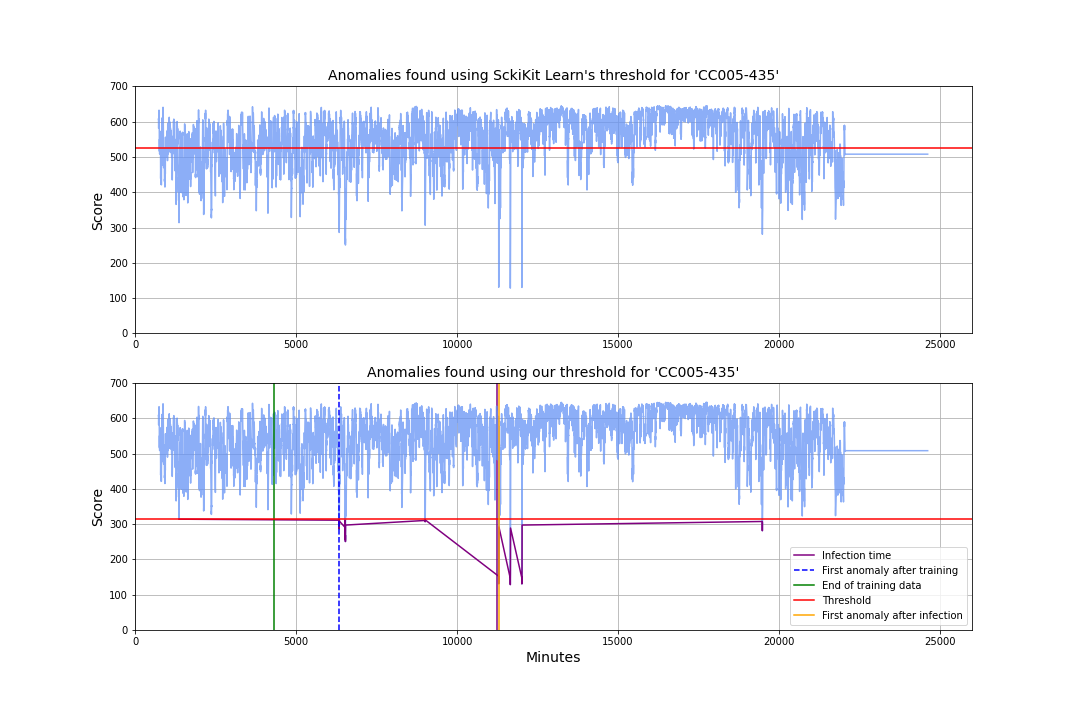 Anomalies found using SckiKit Learn's threshold for 'CC005-435'
700
600
500
400
300
200
100
0
Score
0 5000 10000 15000 20000 25000
Anomalies found using our threshold for 'CC005-435'
700
600
500
400
300
200
100
0
Score
Infection time
First anomaly after training
End of training data
Threshold
First anomaly after infection
0 5000 10000 15000 20000 25000
Minutes